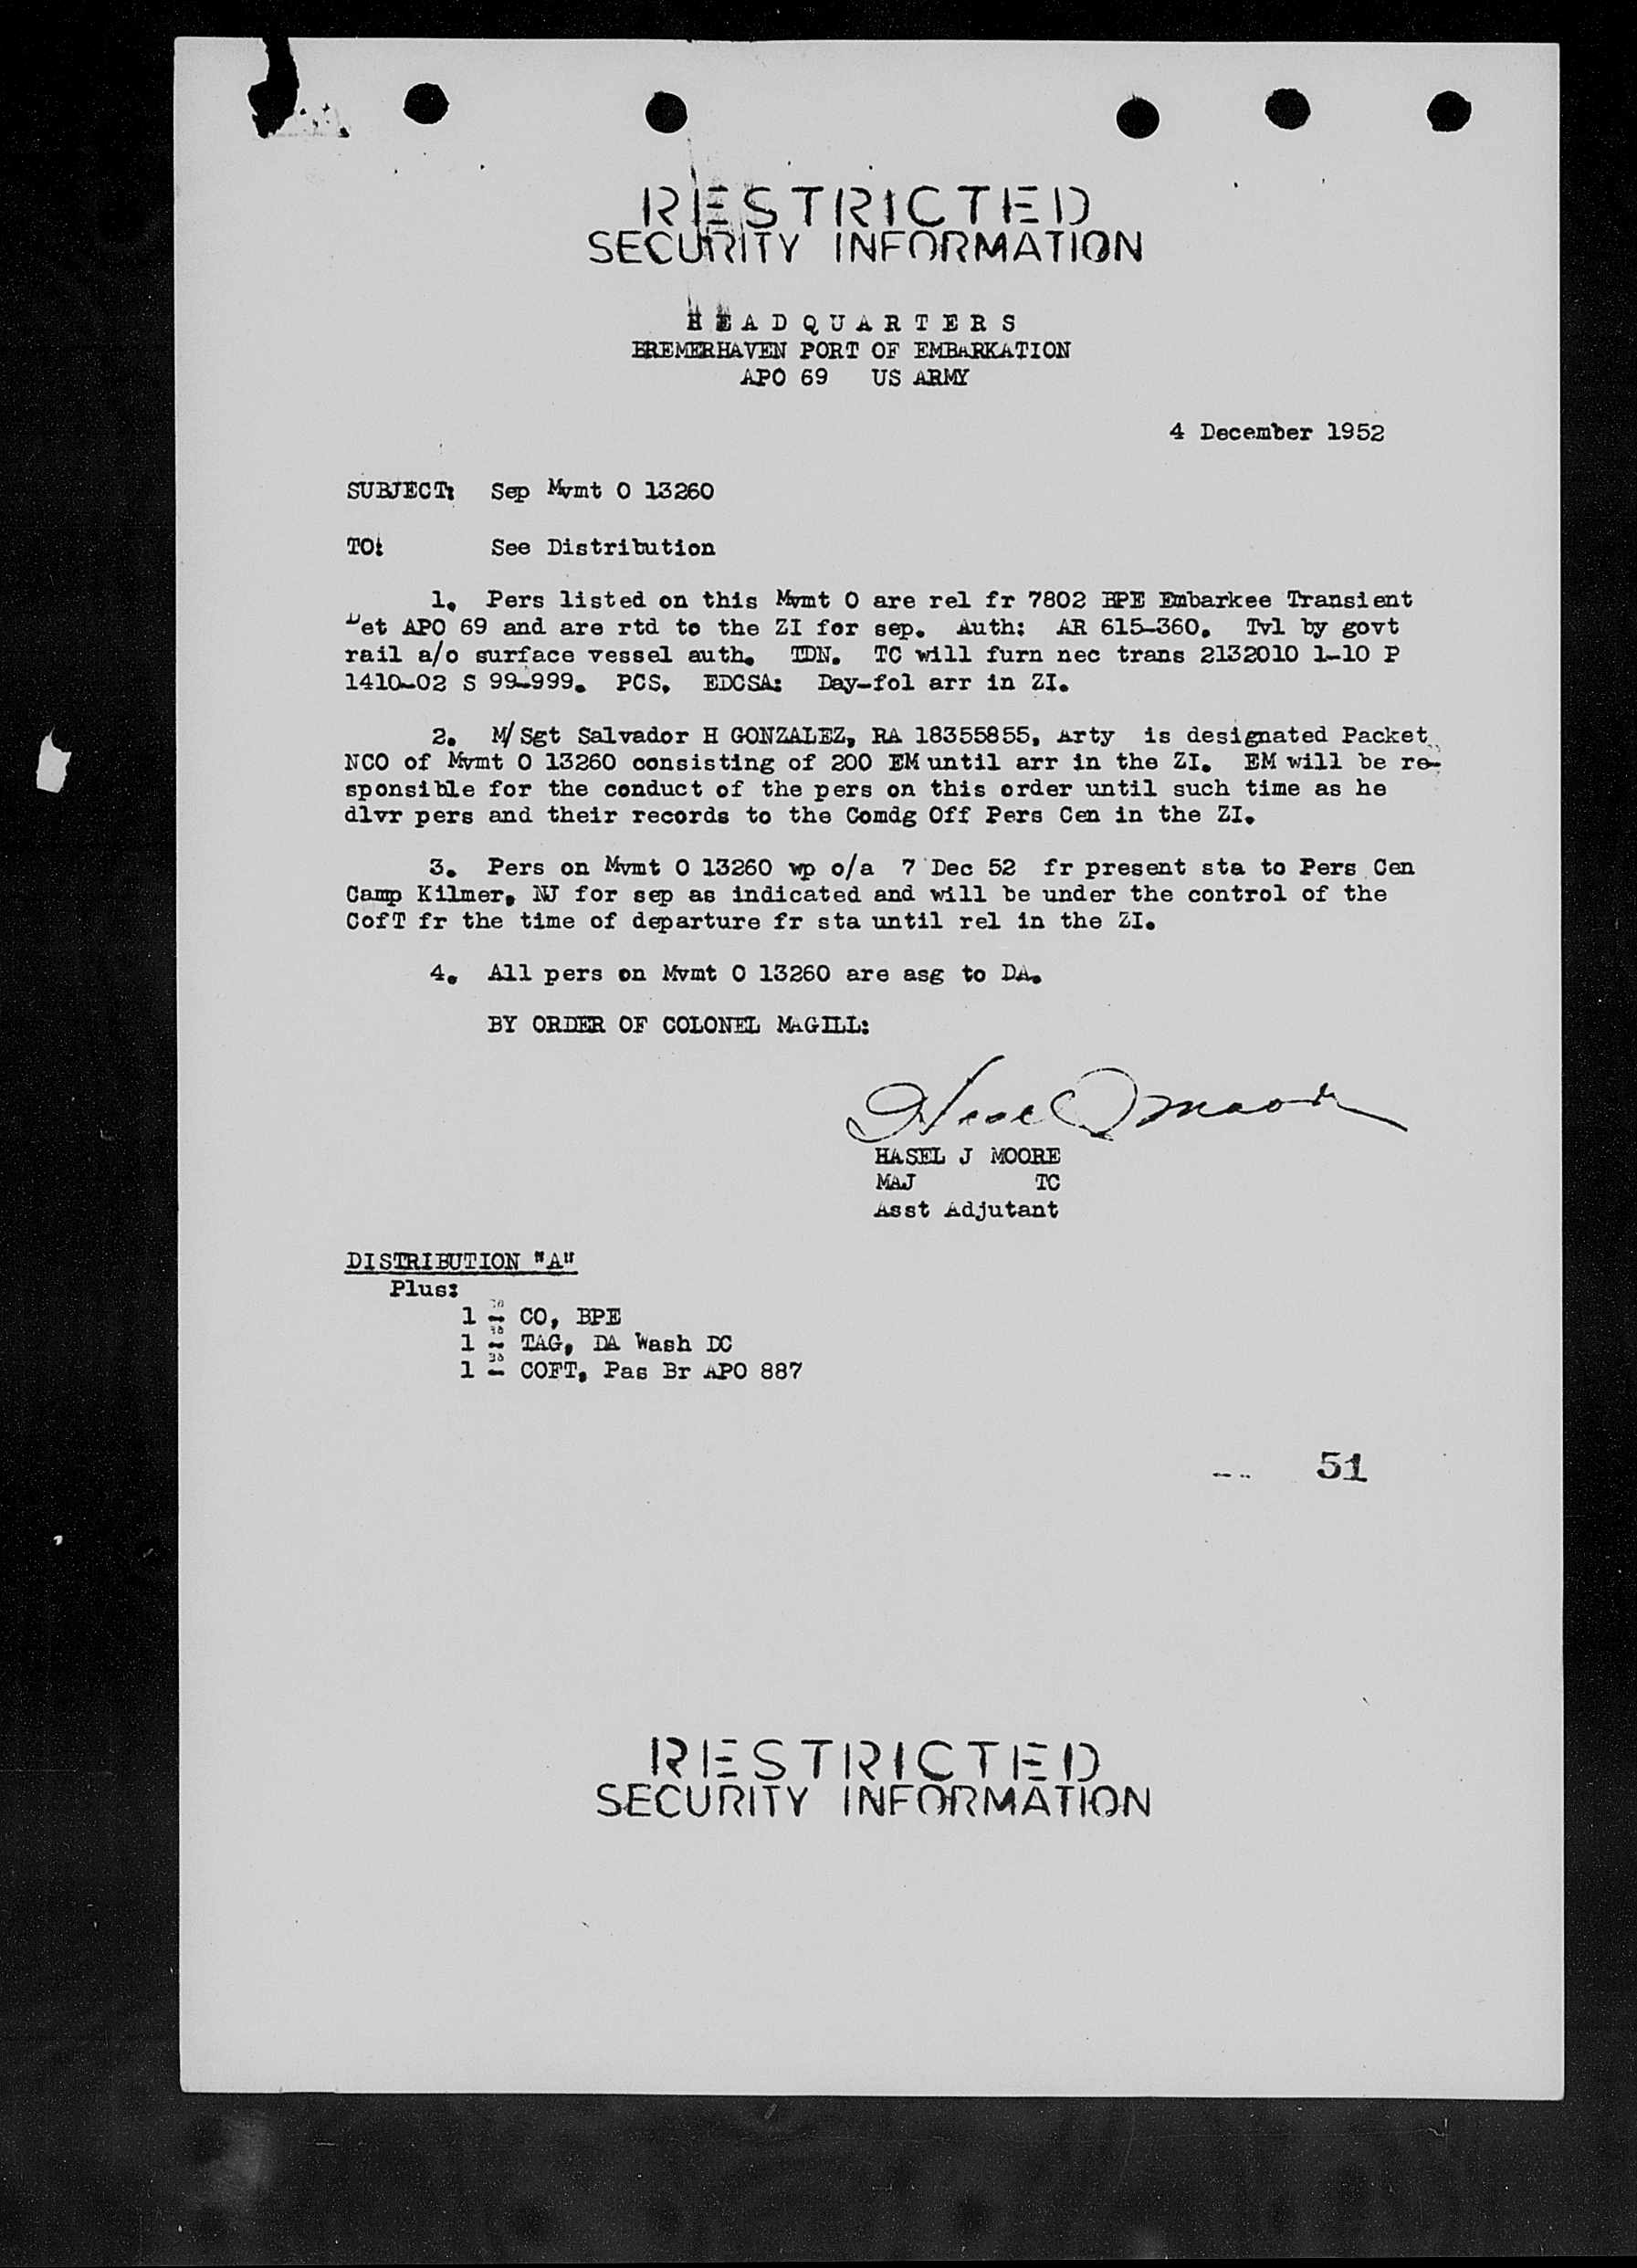 RESTRICTED
SECURITY INFORMATION
HEADQUARTERS
BREMERHAVEN PORT OF EMBARKATION
APO 69 US ARMY
4 December 1952
SUBJECT: Sep Mvmt O 13260
TO: See Distribution
1. Pers listed on this Mvmt O are rel fr 7802 BPE Embarkee Transient
Det APO 69 and are rtd to the ZI for sep. Auth: AR 615-360. Tvl by govt
rail a/o surface vessel auth. TDN. TC will furn nec trans 2132010 1-10 P
1410-02 S 99-999. PCS. EDCSA: Day-fol arr in ZI.
2. M/Sgt Salvador H GONZALEZ, RA 18355855, Arty is designated Packet
NCO of Mvmt O 13260 consisting of 200 EM until arr in the ZI. EM will be re-
sponsible for the conduct of the pers on this order until such time as he
dlvr pers and their records to the Comdg Off Pers Cen in the ZI.
3. Pers on Mvmt O 13260 wp o/a 7 Dec 52 fr present sta to Pers Cen
Camp Kilmer, NJ for sep as indicated and will be under the control of the
CofT fr the time of departure fr sta until rel in the ZI.
4. All pers on Mvmt O 13260 are asg to DA.
BY ORDER OF COLONEL MAGILL:
Hasel J Moore
HASEL J MOORE
MAJ TC
Asst Adjutant
DISTRIBUTION "A"
Plus:
1 - CO, BPE
1 - TAG, DA Wash DC
1 - COFT, Pas Br APO 887
51
RESTRICTED
SECURITY INFORMATION